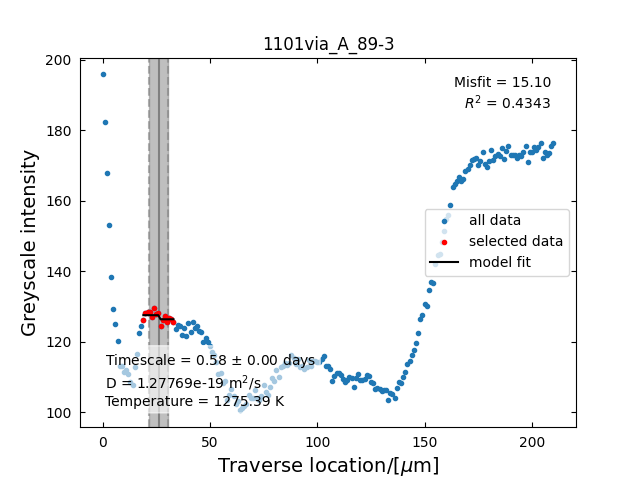 1101via_A_89-3
Misfit = 15.10
R² = 0.4343
200
180
160
140
120
100
Greyscale intensity
all data
selected data
model fit
Timescale = 0.58 ± 0.00 days
D = 1.27769e-19 m²/s
Temperature = 1275.39 K
0 50 100 150 200
Traverse location/[μm]